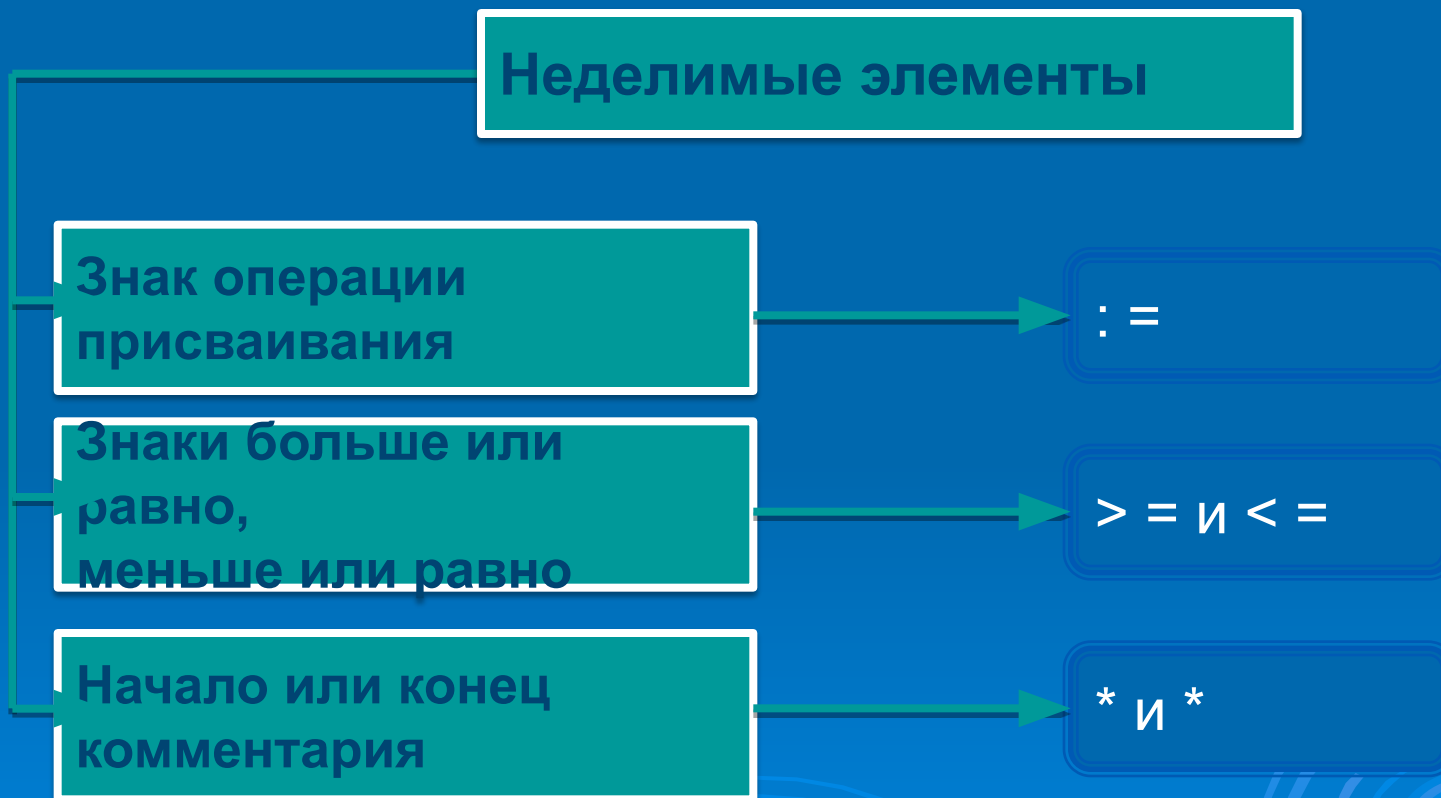 Неделимые элементы
Знак операции
присваивания
: =
Знаки больше или
равно,
меньше или равно
> = и < =
Начало или конец
комментария
* и *